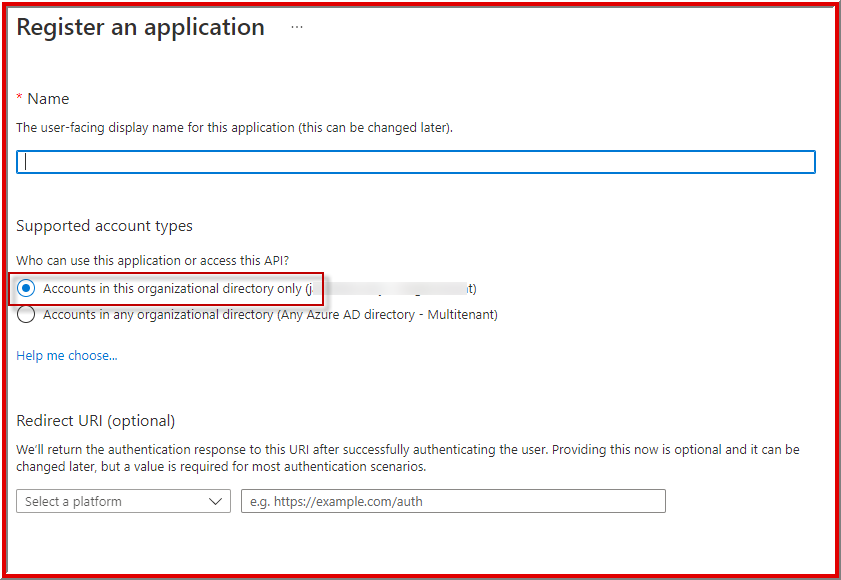 Register an application ...
* Name
The user-facing display name for this application (this can be changed later).
Supported account types
Who can use this application or access this API?
Accounts in this organizational directory only (j t)
Accounts in any organizational directory (Any Azure AD directory - Multitenant)
Help me choose...
Redirect URI (optional)
We'll return the authentication response to this URI after successfully authenticating the user. Providing this now is optional and it can be
changed later, but a value is required for most authentication scenarios.
Select a platform e.g. https://example.com/auth